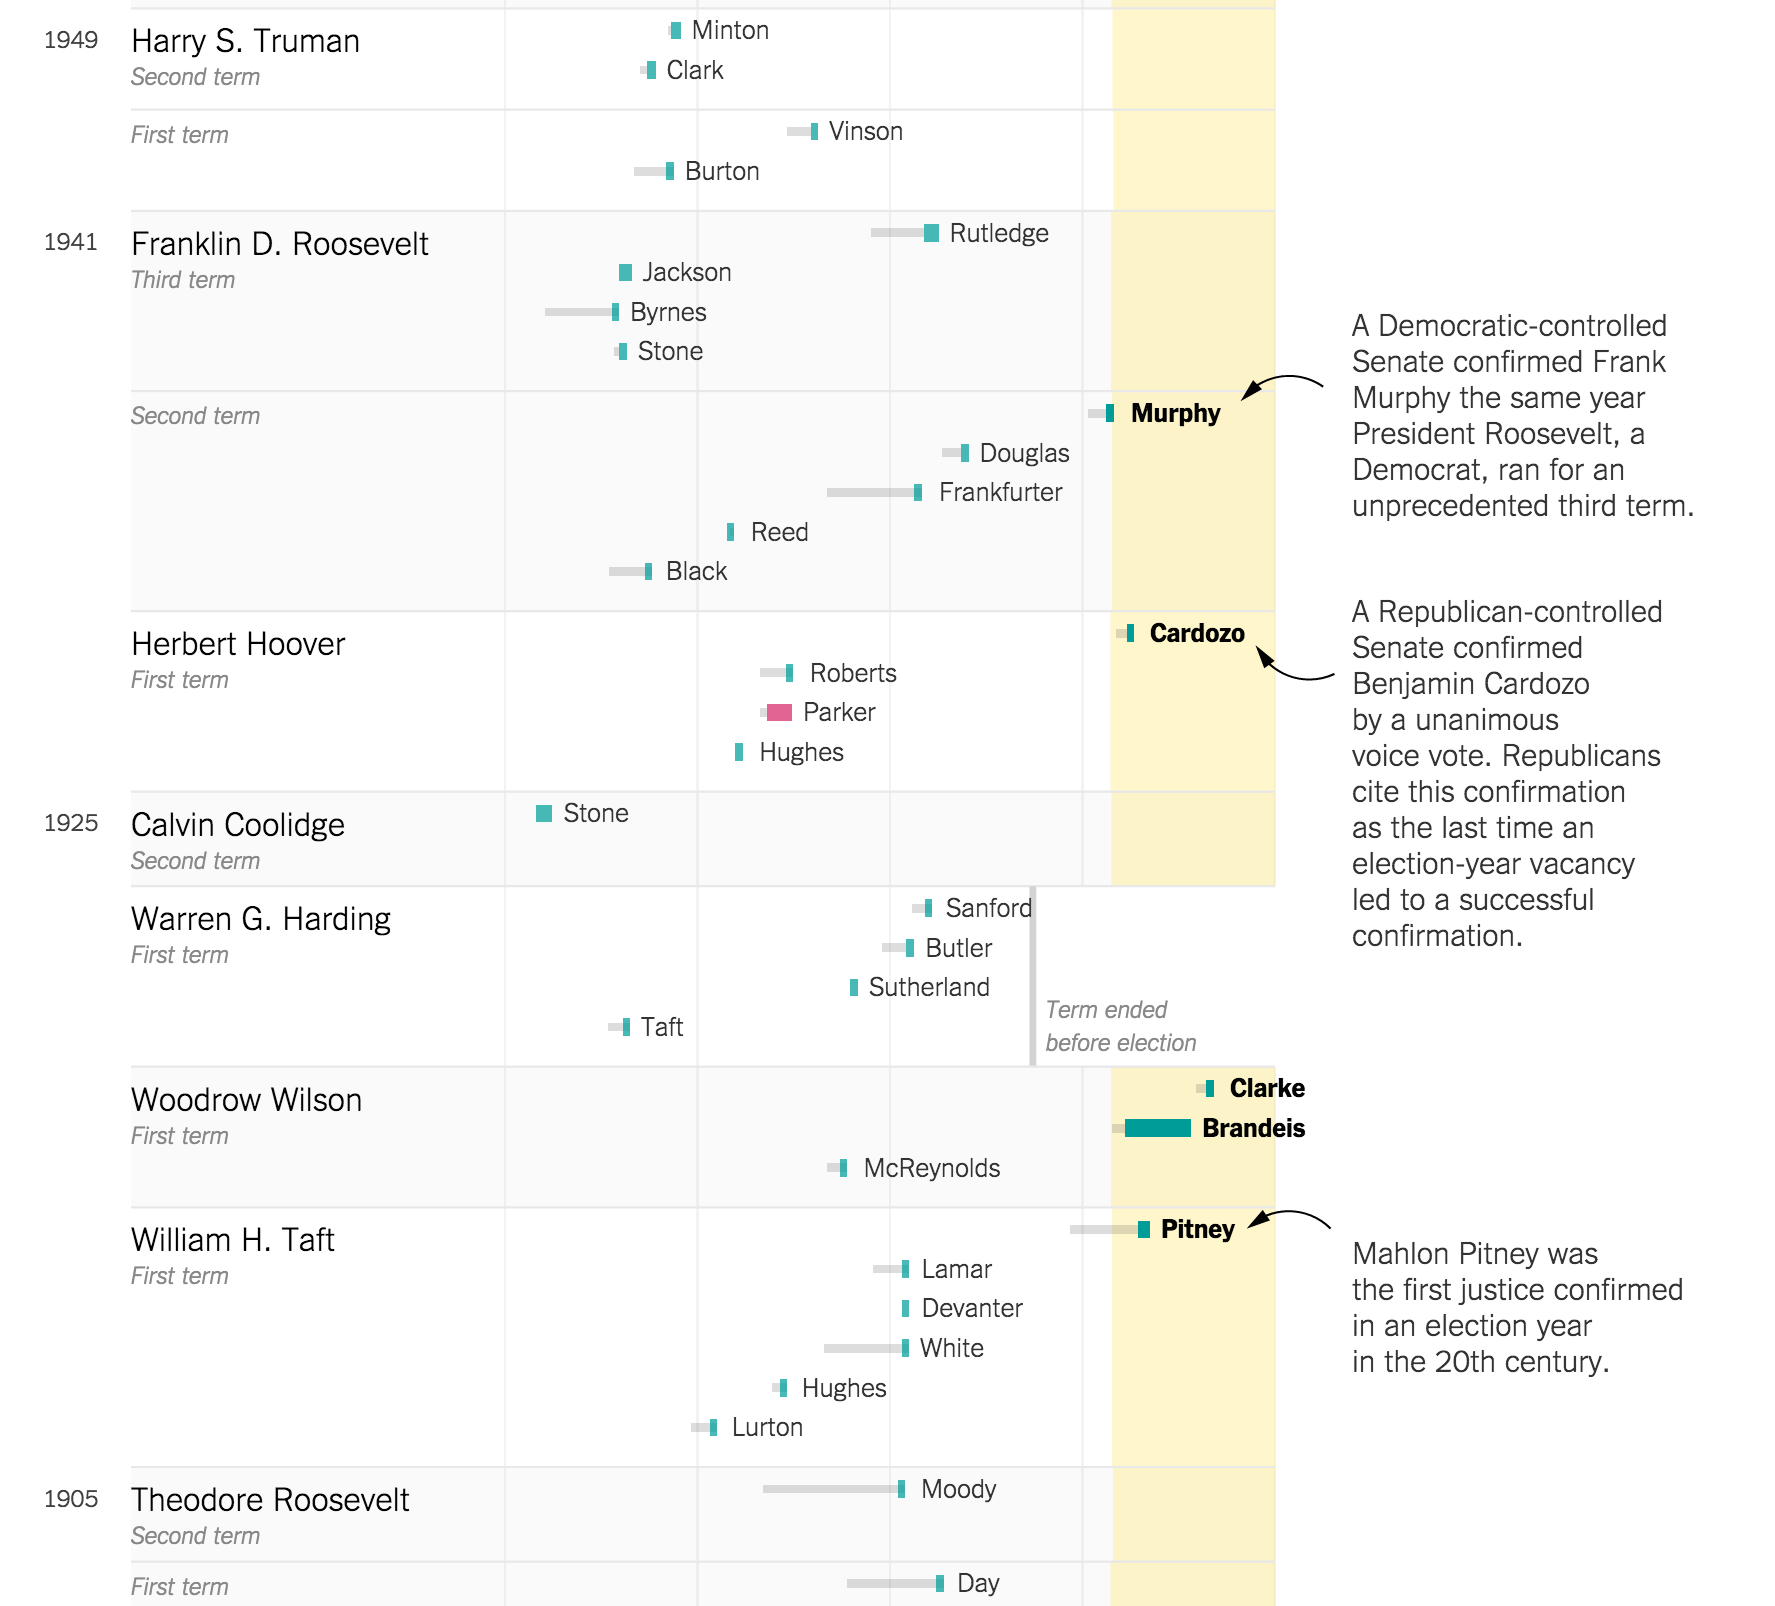 1949
Harry S. Truman
Second term
Minton
Clark
First term
Vinson
Burton
1941
Franklin D. Roosevelt
Third term
Rutledge
Jackson
Byrnes
Stone
Second term
Murphy
Douglas
Frankfurter
Reed
Black
A Democratic-controlled
Senate confirmed Frank
Murphy the same year
President Roosevelt, a
Democrat, ran for an
unprecedented third term.
Herbert Hoover
First term
Cardozo
Roberts
Parker
Hughes
A Republican-controlled
Senate confirmed
Benjamin Cardozo
by a unanimous
voice vote. Republicans
cite this confirmation
as the last time an
election-year vacancy
led to a successful
confirmation.
1925
Calvin Coolidge
Second term
Stone
Warren G. Harding
First term
Sanford
Butler
Sutherland
Taft
Term ended
before election
Woodrow Wilson
First term
Clarke
Brandeis
McReynolds
William H. Taft
First term
Pitney
Lamar
Devanter
White
Hughes
Lurton
Mahlon Pitney was
the first justice confirmed
in an election year
in the 20th century.
1905
Theodore Roosevelt
Second term
Moody
First term
Day